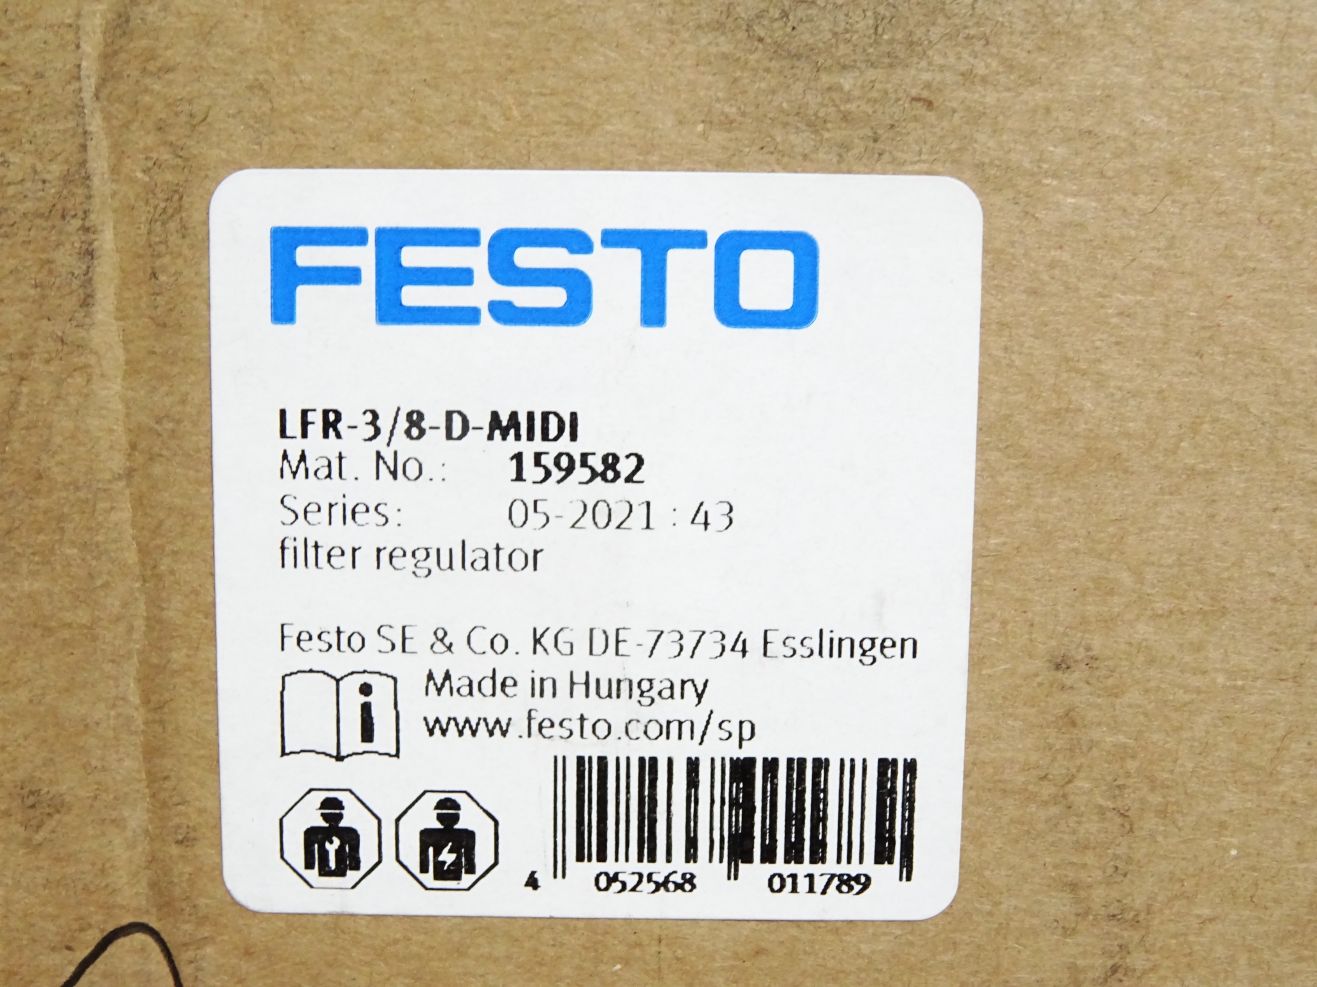 FESTO
LFR-3/8-D-MIDI
Mat. No.: 159582
Series: 05-2021 : 43
filter regulator
Festo SE & Co. KG DE-73734 Esslingen
Made in Hungary
www.festo.com/sp
4 052568 011789